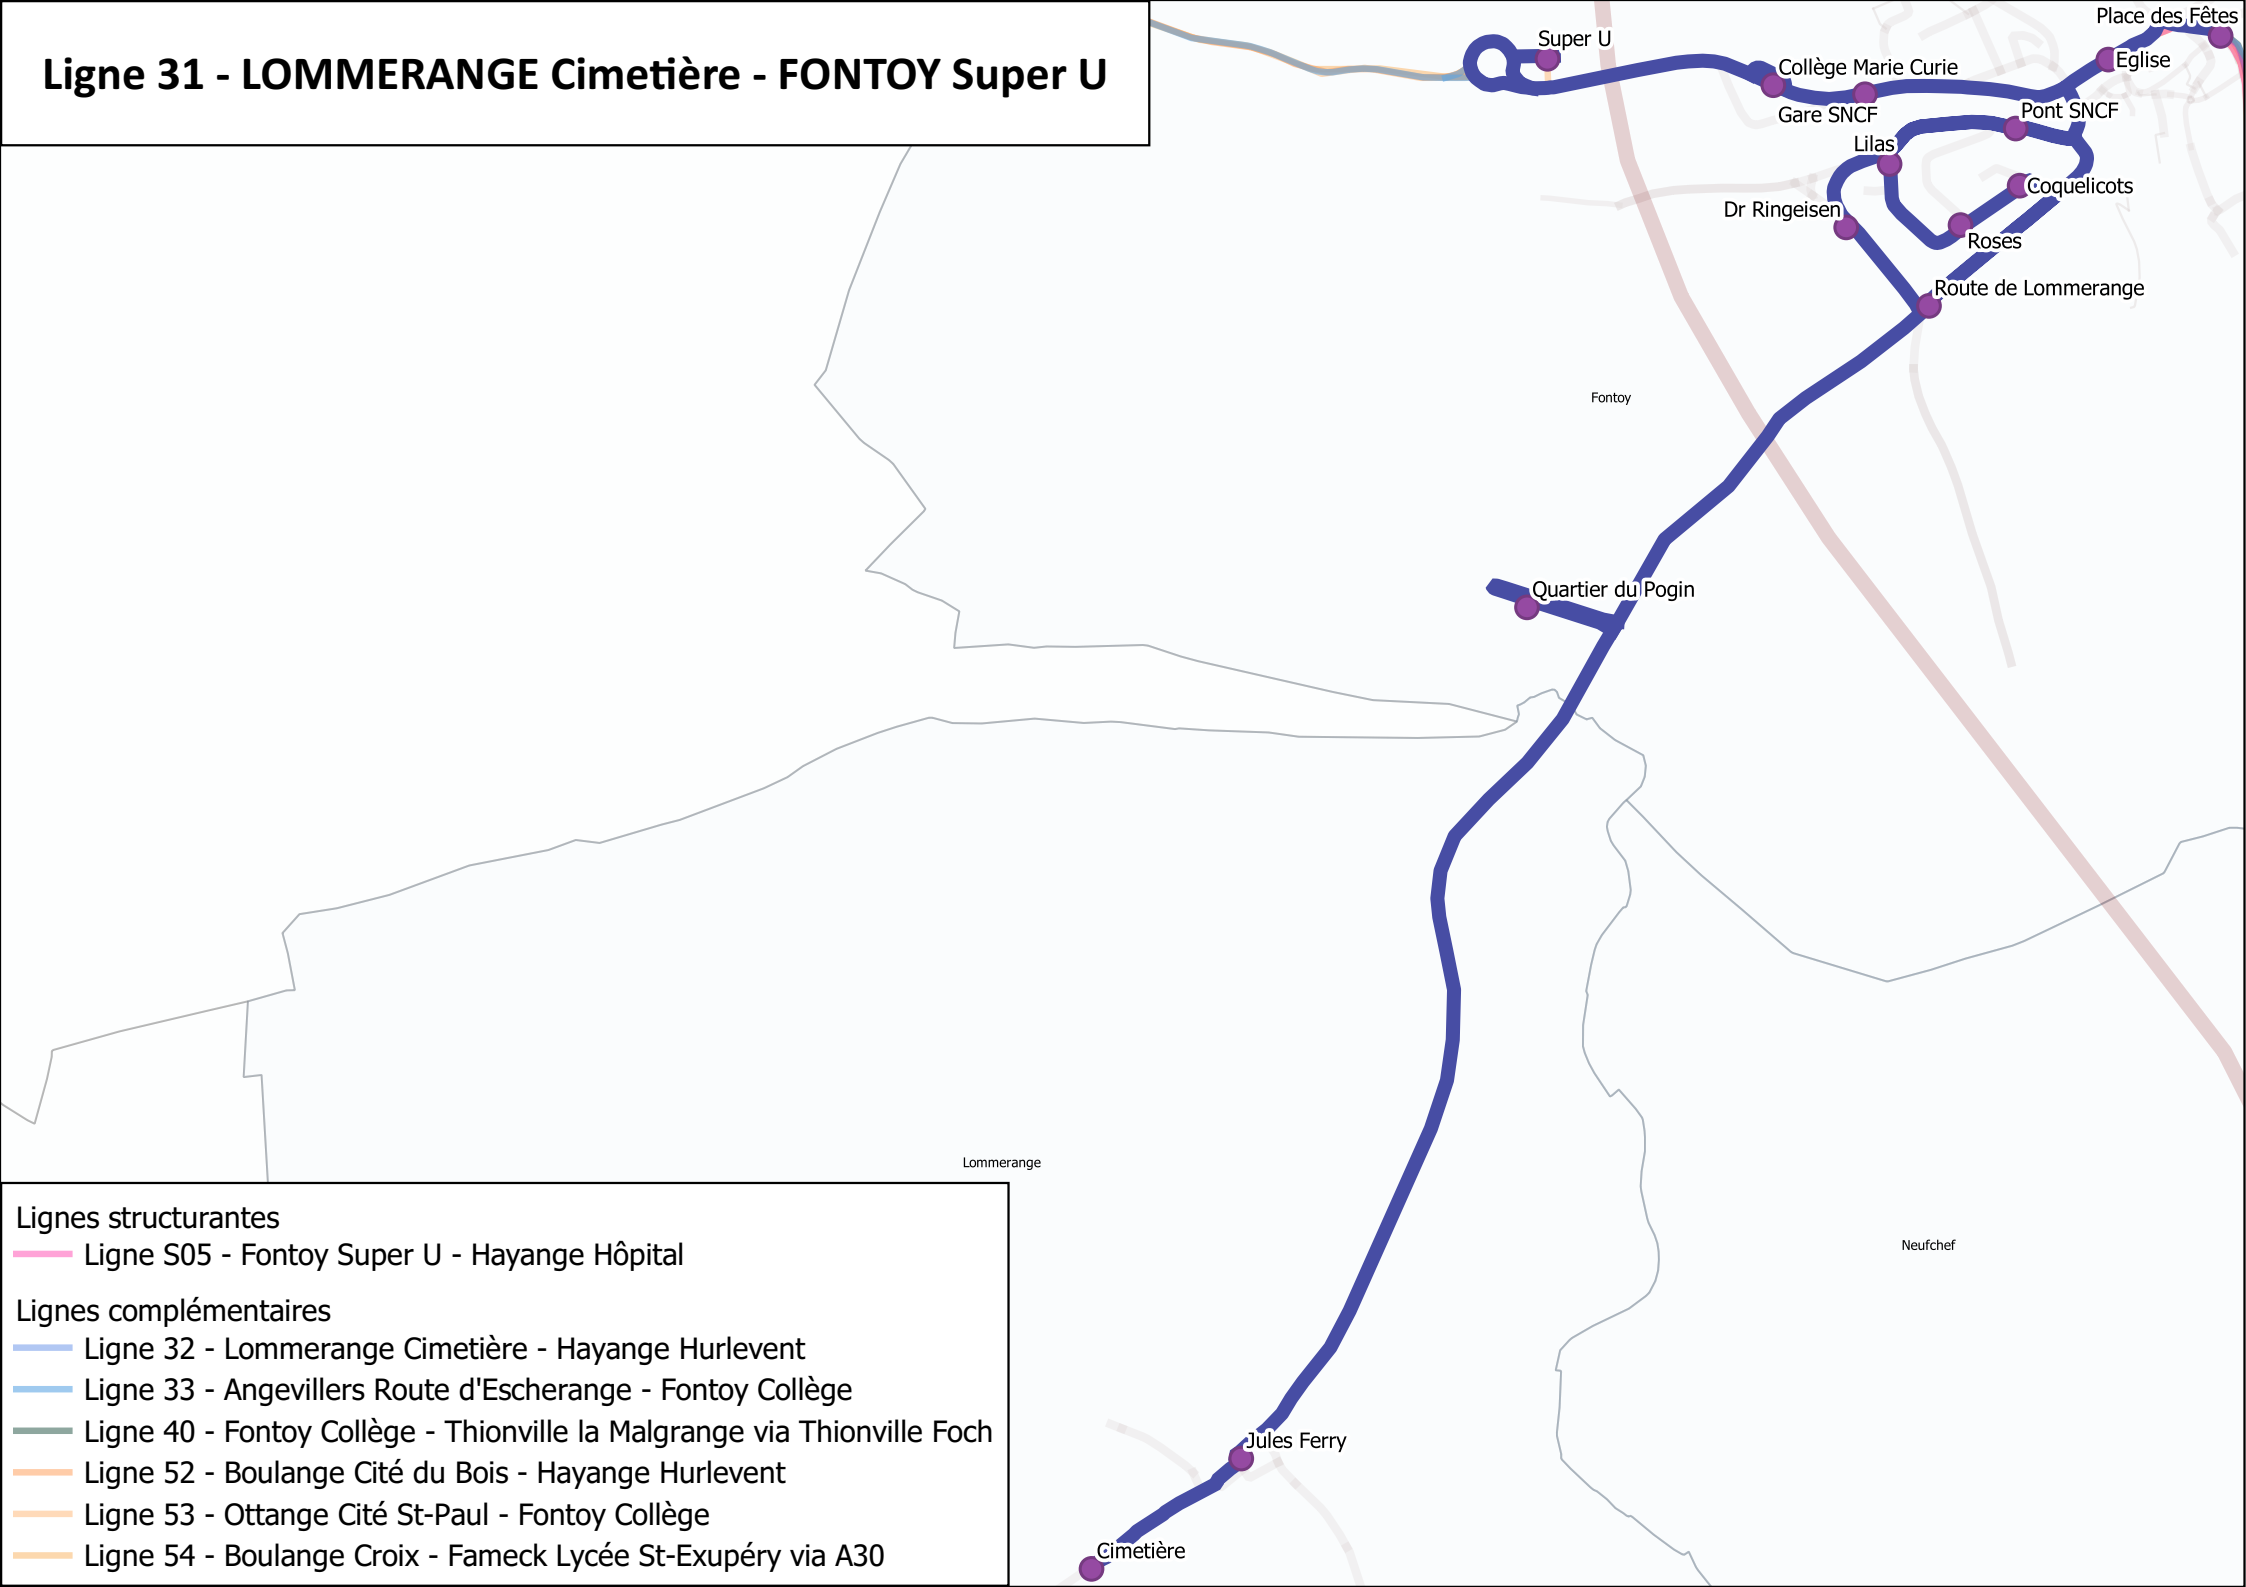 Ligne 31 - LOMMERANGE Cimetière - FONTOY Super U
Place des Fêtes
Super U
Eglise
Collège Marie Curie
Gare SNCF
Pont SNCF
Lilas
Coquelicots
Dr Ringeisen
Roses
Route de Lommerange
Fontoy
Quartier du Pogin
Lommerange
Neufchef
Jules Ferry
Cimetière
Lignes structurantes
Ligne S05 - Fontoy Super U - Hayange Hôpital
Lignes complémentaires
Ligne 32 - Lommerange Cimetière - Hayange Hurlevent
Ligne 33 - Angevillers Route d'Escherange - Fontoy Collège
Ligne 40 - Fontoy Collège - Thionville la Malgrange via Thionville Foch
Ligne 52 - Boulange Cité du Bois - Hayange Hurlevent
Ligne 53 - Ottange Cité St-Paul - Fontoy Collège
Ligne 54 - Boulange Croix - Fameck Lycée St-Exupéry via A30